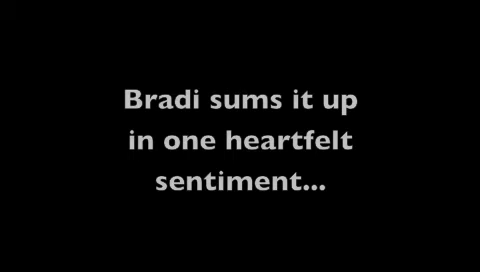 Bradi sums it up
in one heartfelt
sentiment...